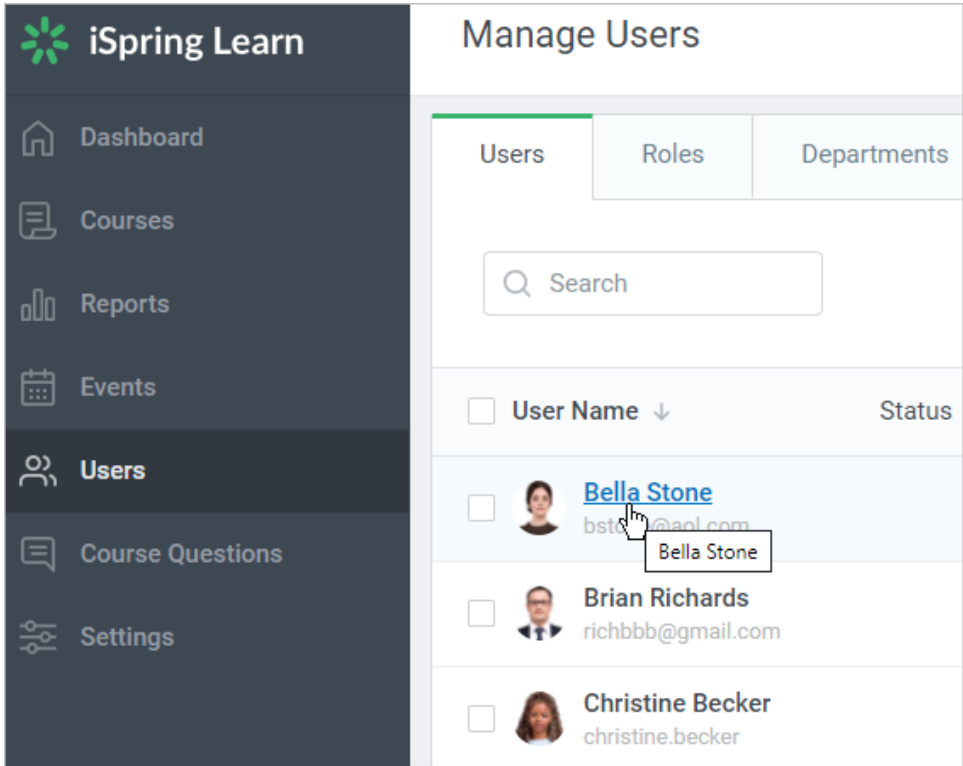 iSpring Learn
Manage Users
Dashboard
Courses
Reports
Events
Users
Course Questions
Settings
Users Roles Departments
Search
User Name Status
Bella Stone
Bella Stone
Brian Richards
richbbb@gmail.com
Christine Becker
christine.becker